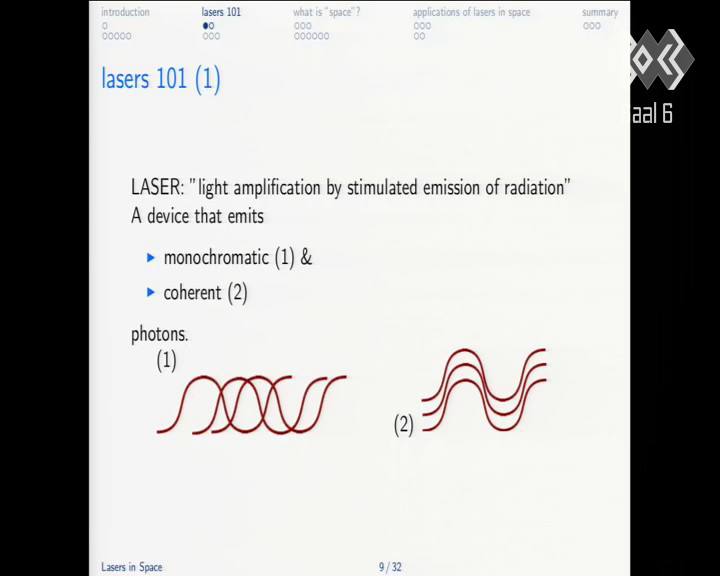 introduction
lasers 101
what is "space"?
applications of lasers in space
summary
lasers 101 (1)
aal 6
LASER: "light amplification by stimulated emission of radiation"
A device that emits
monochromatic (1) &
coherent (2)
photons.
(1)
(2)
Lasers in Space
9 / 32